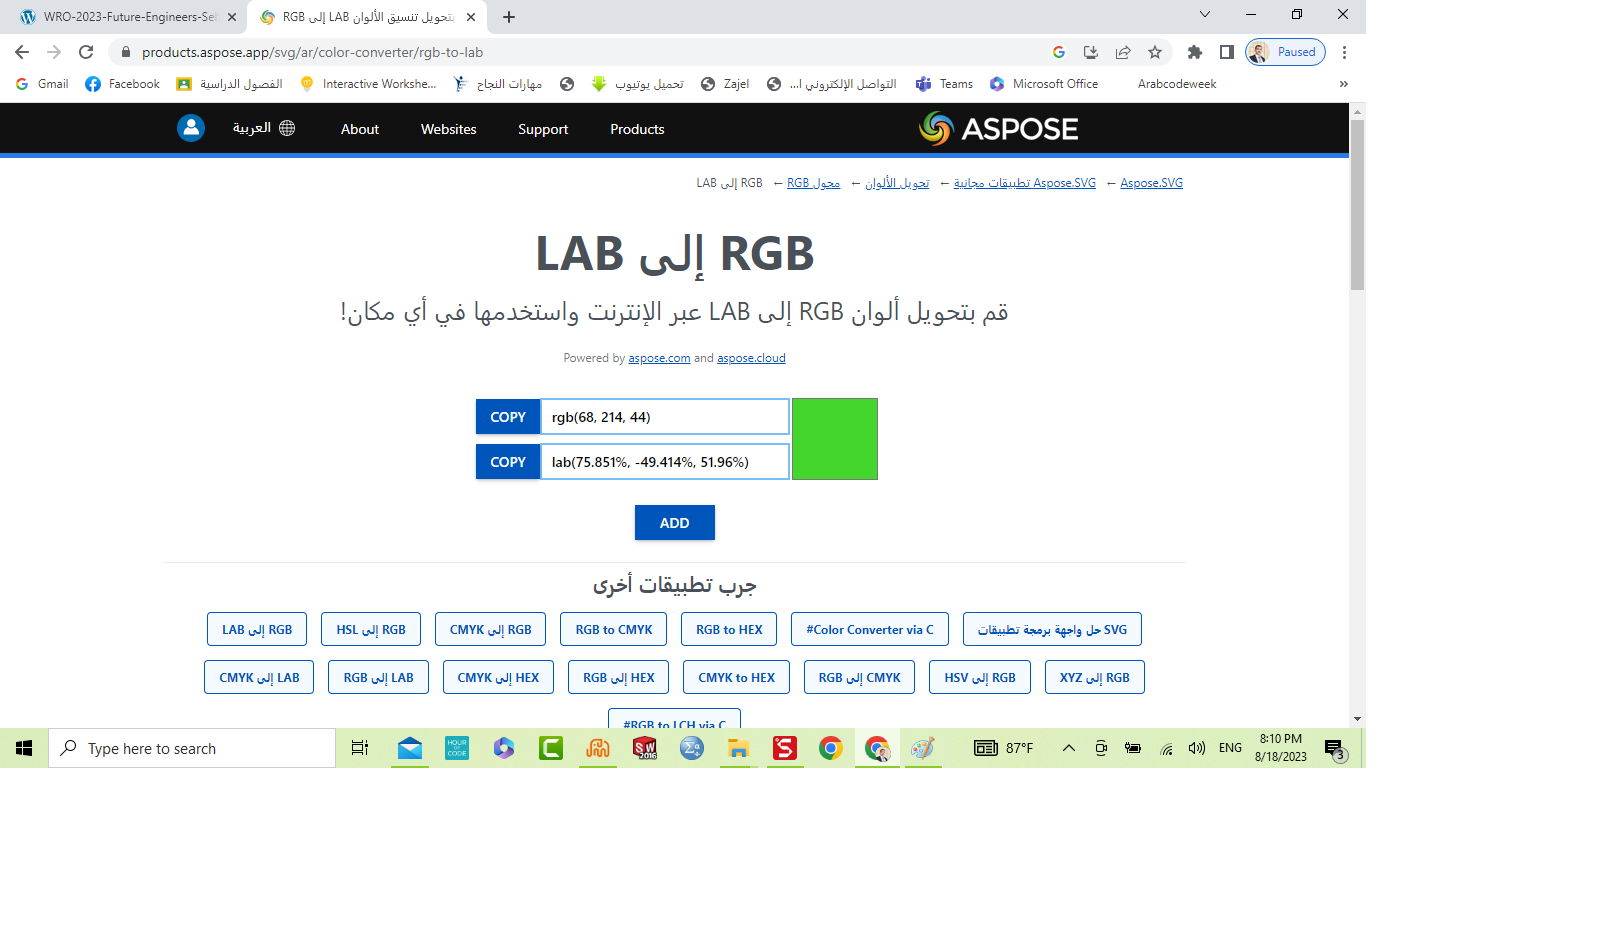 WRO-2023-Future-Engineers-Sel
بتحويل تنسيق الألوان LAB إلى RGB
products.aspose.app/svg/ar/color-converter/rgb-to-lab
Paused
Gmail
Facebook
الفصول الدراسية
Interactive Workshe...
مهارات النجاح
تحميل يوتيوب
Zajel
التواصل الإلكتروني ا...
Teams
Microsoft Office
Arabcodeweek
»
العربية
About
Websites
Support
Products
ASPOSE
Aspose.SVG ← Aspose.SVG تطبيقات مجانية ← تحويل الألوان ← محول RGB ← RGB إلى LAB
RGB إلى LAB
قم بتحويل ألوان RGB إلى LAB عبر الإنترنت واستخدمها في أي مكان!
Powered by aspose.com and aspose.cloud
COPY rgb(68, 214, 44)
COPY lab(75.851%, -49.414%, 51.96%)
ADD
جرب تطبيقات أخرى
SVG حل واجهة برمجة تطبيقات
#Color Converter via C
RGB to HEX
RGB to CMYK
RGB إلى CMYK
RGB إلى HSL
RGB إلى LAB
RGB إلى XYZ
RGB إلى HSV
CMYK إلى RGB
CMYK to HEX
HEX إلى RGB
HEX إلى CMYK
LAB إلى RGB
LAB إلى CMYK
#RGB to LCH via C
Type here to search
HOUR OF CODE
SW 2016
87°F
ENG
8:10 PM
8/18/2023
3